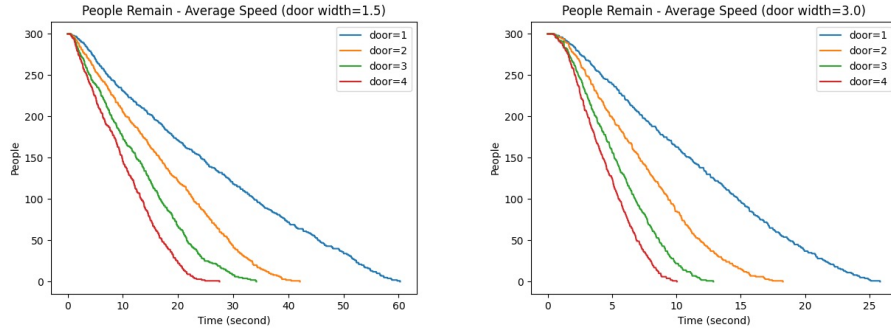 People Remain - Average Speed (door width=1.5)
300
250
200
150
100
50
0
People
0 10 20 30 40 50 60
Time (second)
door=1
door=2
door=3
door=4
People Remain - Average Speed (door width=3.0)
300
250
200
150
100
50
0
People
0 5 10 15 20 25
Time (second)
door=1
door=2
door=3
door=4